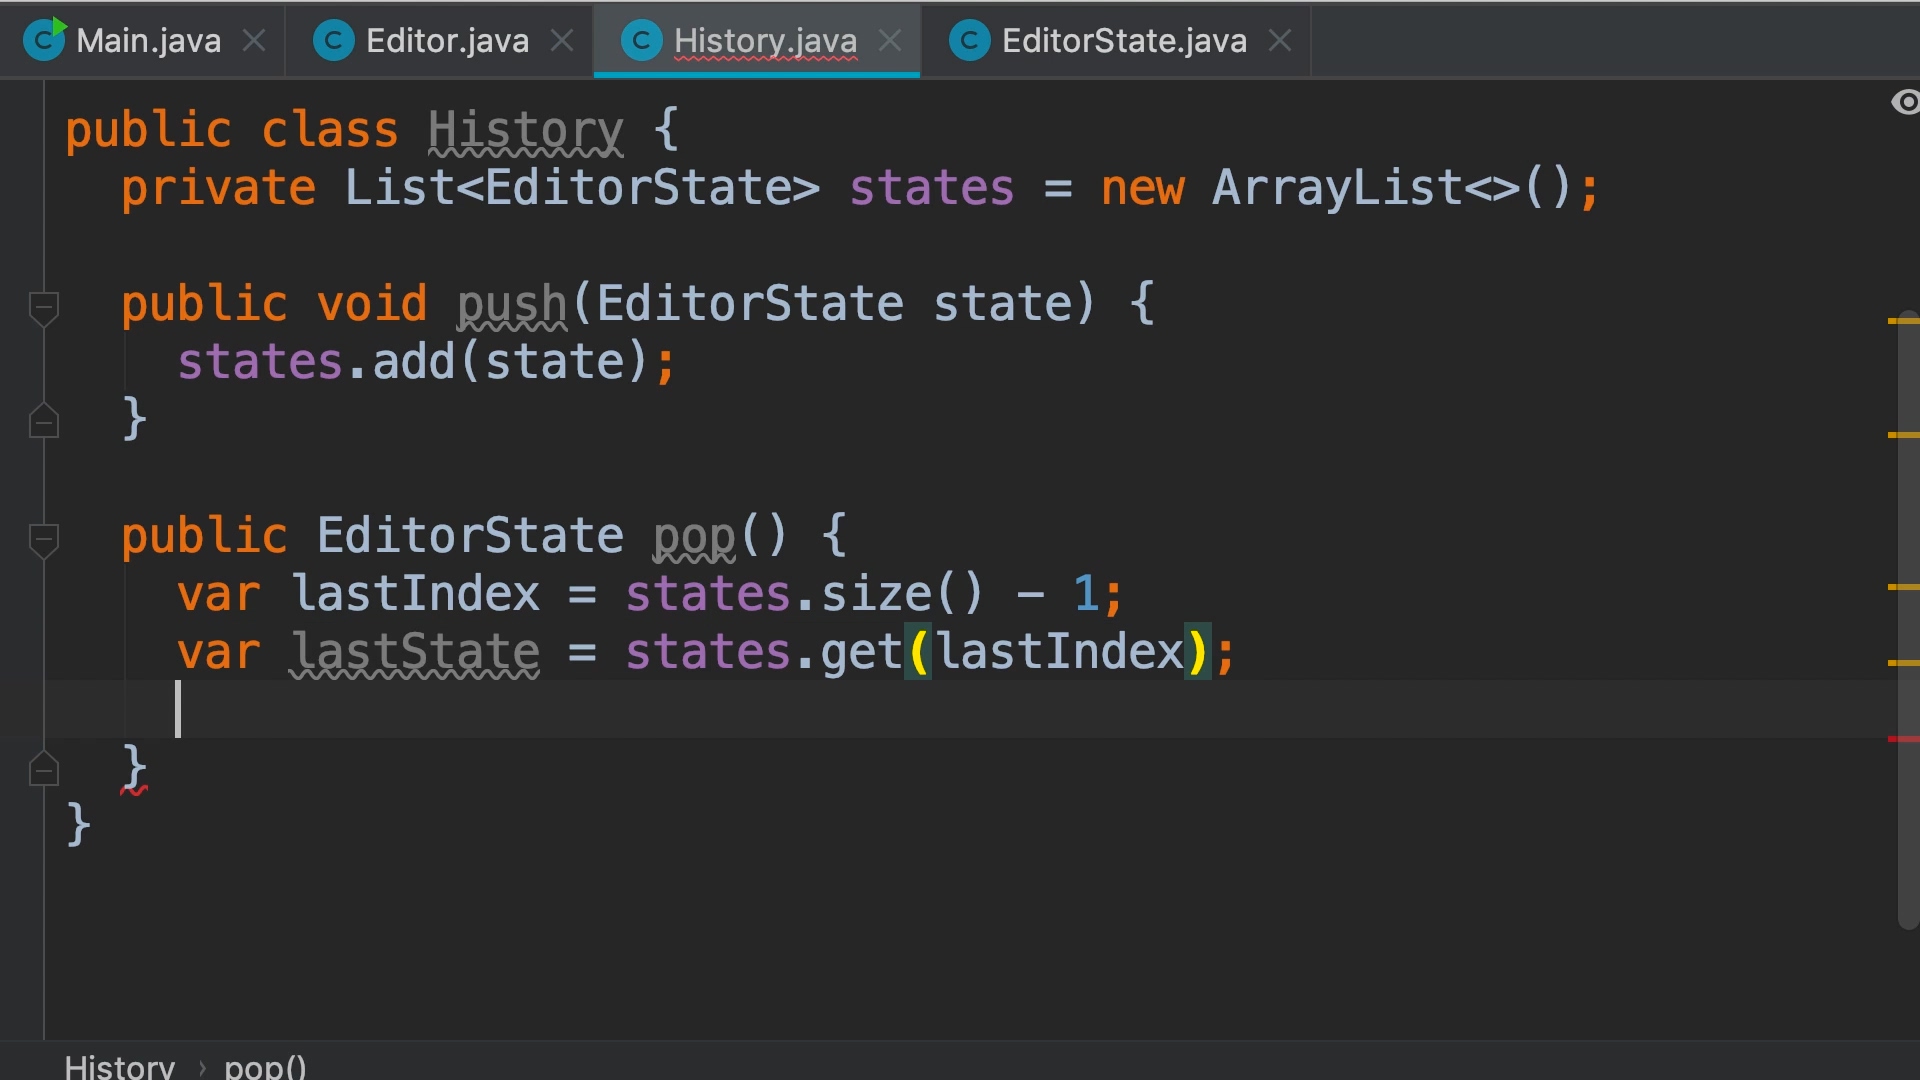 Main.java Editor.java History.java EditorState.java
public class History {
private List<EditorState> states = new ArrayList<>();
public void push(EditorState state) {
states.add(state);
}
public EditorState pop() {
var lastIndex = states.size() - 1;
var lastState = states.get(lastIndex);
}
}
History › pop()